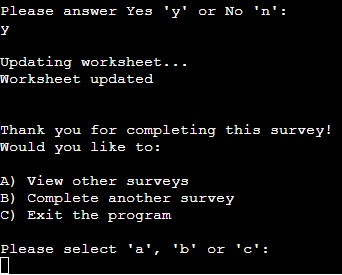 Please answer Yes 'y' or No 'n':
y
Updating worksheet...
Worksheet updated
Thank you for completing this survey!
Would you like to:
A) View other surveys
B) Complete another survey
C) Exit the program
Please select 'a', 'b' or 'c':